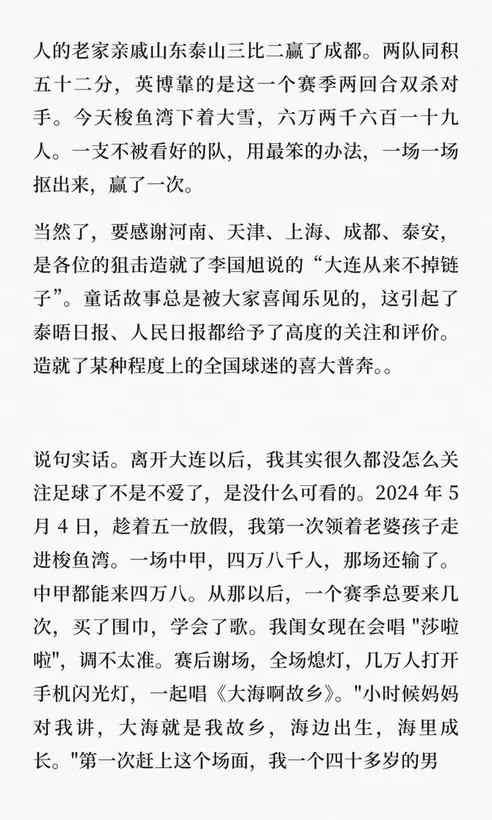 人的老家亲戚山东泰山三比二赢了成都。两队同积
五十二分，英博靠的是这一个赛季两回合双杀对
手。今天梭鱼湾下着大雪，六万两千六百一十九
人。一支不被看好的队，用最笨的办法，一场一场
抠出来，赢了一次。
当然了，要感谢河南、天津、上海、成都、泰安，
是各位的狙击造就了李国旭说的“大连从来不掉链
子”。童话故事总是被大家喜闻乐见的，这引起了
泰晤日报、人民日报都给予了高度的关注和评价。
造就了某种程度上的全国球迷的喜大普奔。。
说句实话。离开大连以后，我其实很久都没怎么关
注足球了不是不爱了，是没什么可看的。2024 年 5
月 4 日，趁着五一放假，我第一次领着老婆孩子走
进梭鱼湾。一场中甲，四万八千人，那场还输了。
中甲都能来四万八。从那以后，一个赛季总要来几
次，买了围巾，学会了歌。我闺女现在会唱 "莎啦
啦"，调不太准。赛后谢场，全场熄灯，几万人打开
手机闪光灯，一起唱《大海啊故乡》。"小时候妈妈
对我讲，大海就是我故乡，海边出生，海里成
长。"第一次赶上这个场面，我一个四十多岁的男